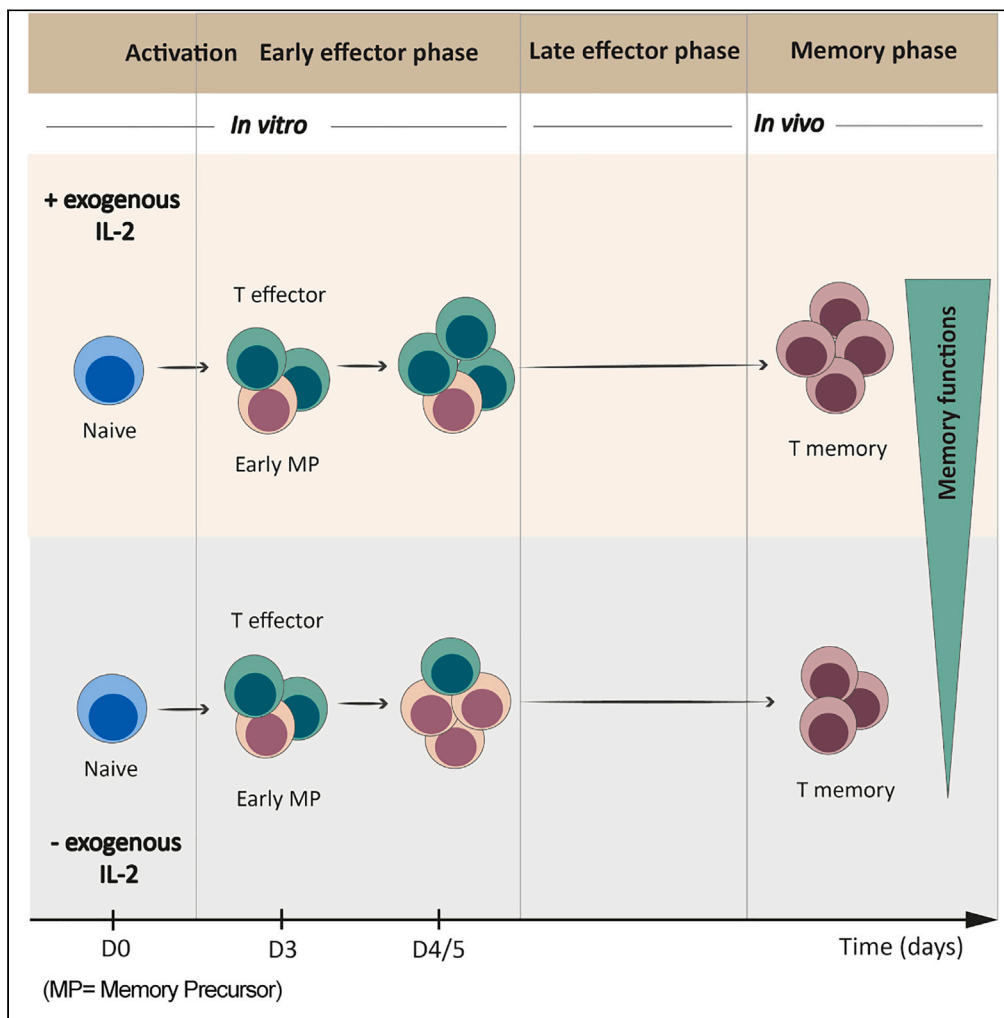 Activation
Early effector phase
Late effector phase
Memory phase
In vitro
In vivo
+ exogenous
IL-2
T effector
Naive
Early MP
T memory
Memory functions
T effector
Naive
Early MP
T memory
- exogenous
IL-2
D0
D3
D4/5
Time (days)
(MP= Memory Precursor)